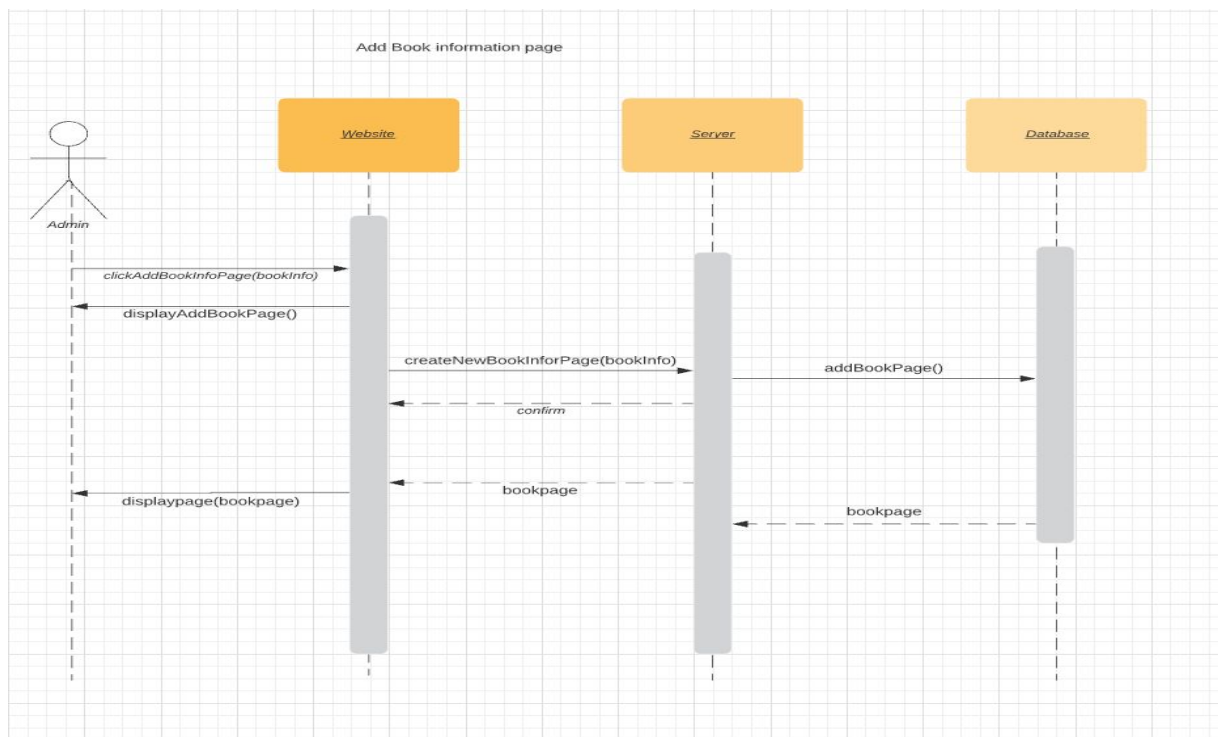 Add Book information page
Website
Server
Database
Admin
clickAddBookInfoPage(bookInfo)
displayAddBookPage()
createNewBookInforPage(bookInfo)
addBookPage()
confirm
bookpage
displaypage(bookpage)
bookpage